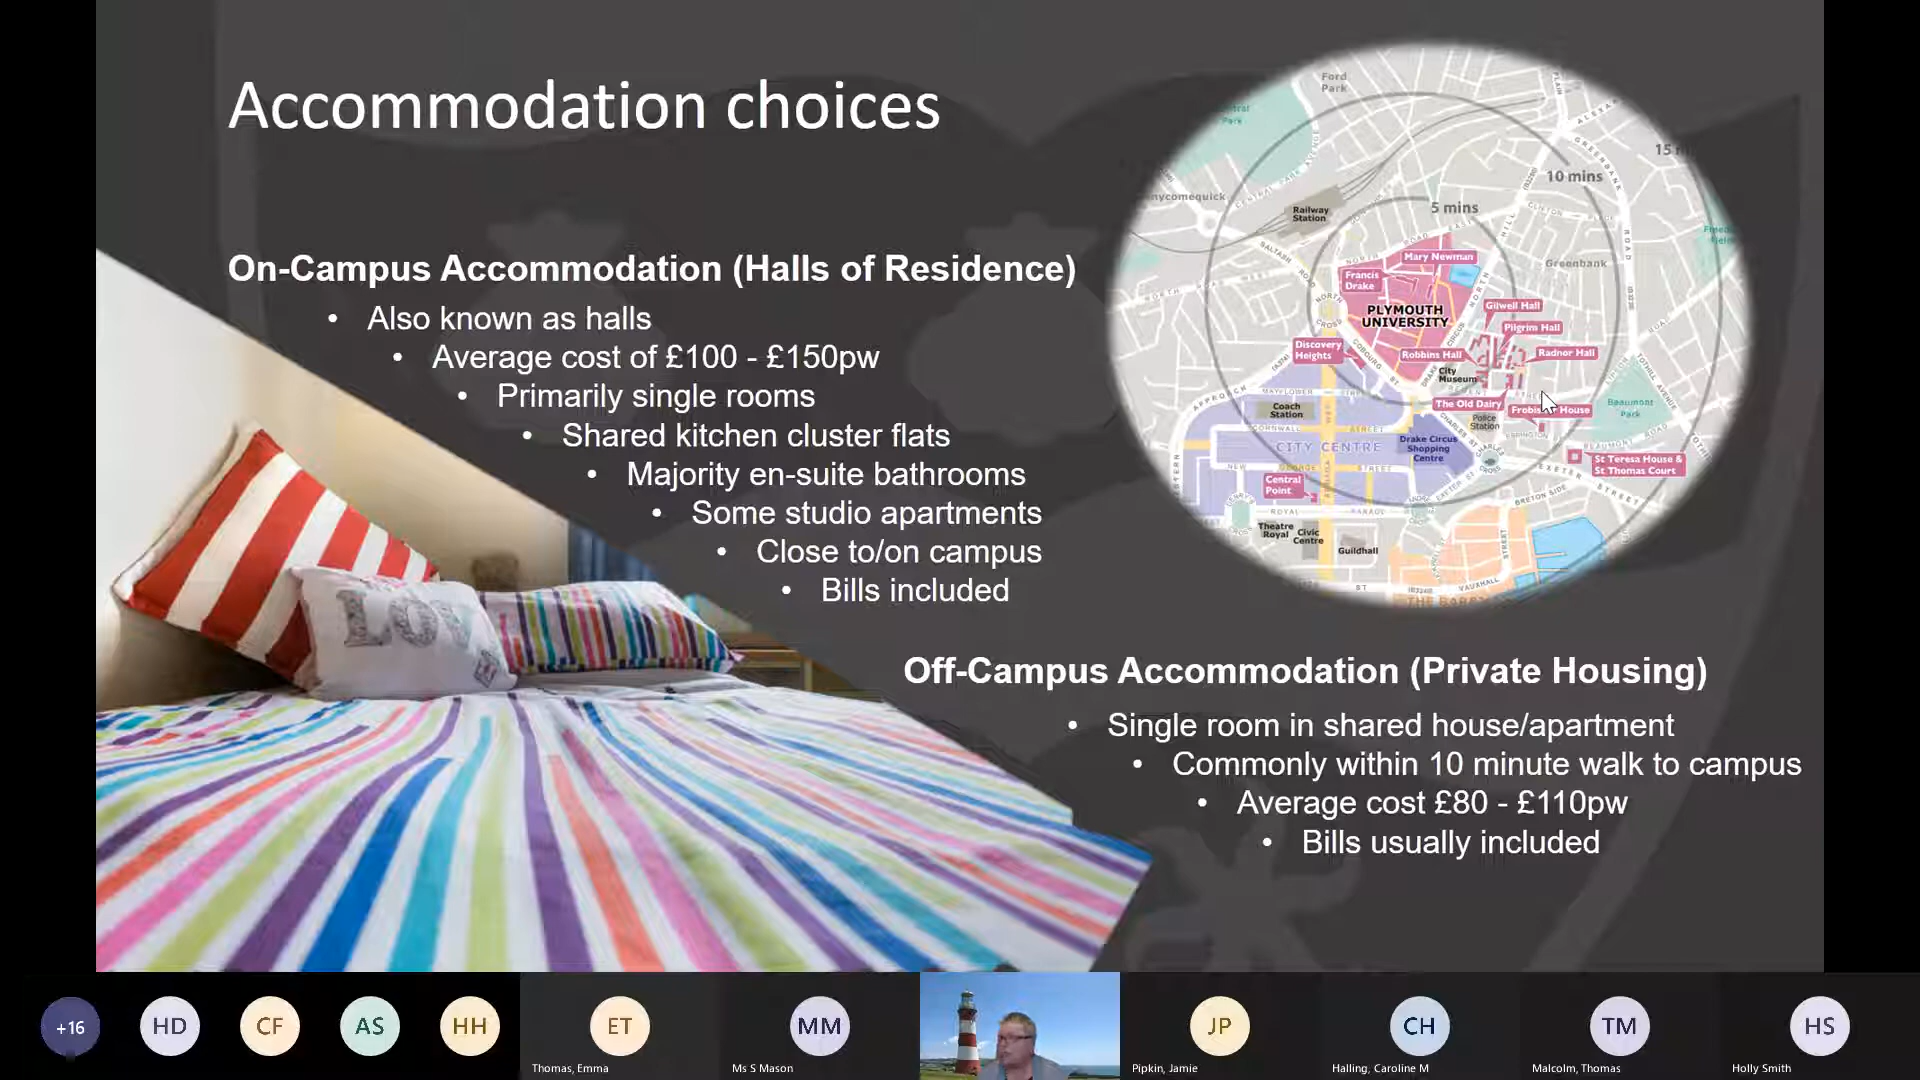 Accommodation choices
On-Campus Accommodation (Halls of Residence)
• Also known as halls
• Average cost of £100 - £150pw
• Primarily single rooms
• Shared kitchen cluster flats
• Majority en-suite bathrooms
• Some studio apartments
• Close to/on campus
• Bills included
Ford
Park
15
10 mins
5 mins
Railway
Station
Mary Newman
Francis
Drake
Greenbank
PLYMOUTH
UNIVERSITY
Gilwell Hall
Pilgrim Hall
Discovery
Heights
Robbins Hall
Radnor Hall
City
Museum
The Old Dairy
Beaumont
Park
Coach
Station
Police
Station
CITY CENTRE
Drake Circus
Shopping
Centre
St Teresa House &
St Thomas Court
Central
Point
Theatre
Royal
Civic
Centre
Guildhall
Off-Campus Accommodation (Private Housing)
• Single room in shared house/apartment
• Commonly within 10 minute walk to campus
• Average cost £80 - £110pw
• Bills usually included
+16
HD
CF
AS
HH
ET
MM
JP
CH
TM
HS
Thomas, Emma
Ms S Mason
Pipkin, Jamie
Halling, Caroline M
Malcolm, Thomas
Holly Smith